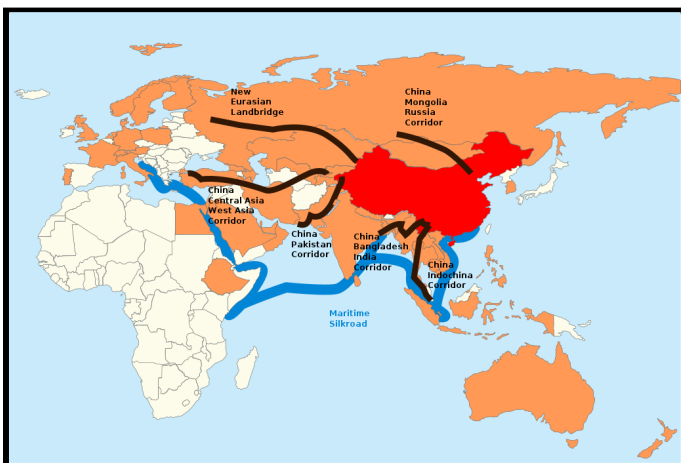 New
Eurasian
Landbridge
China
Mongolia
Russia
Corridor
China
Central Asia
West Asia
Corridor
China
Pakistan
Corridor
China
Bangladesh
India
Corridor
China
Indochina
Corridor
Maritime
Silkroad